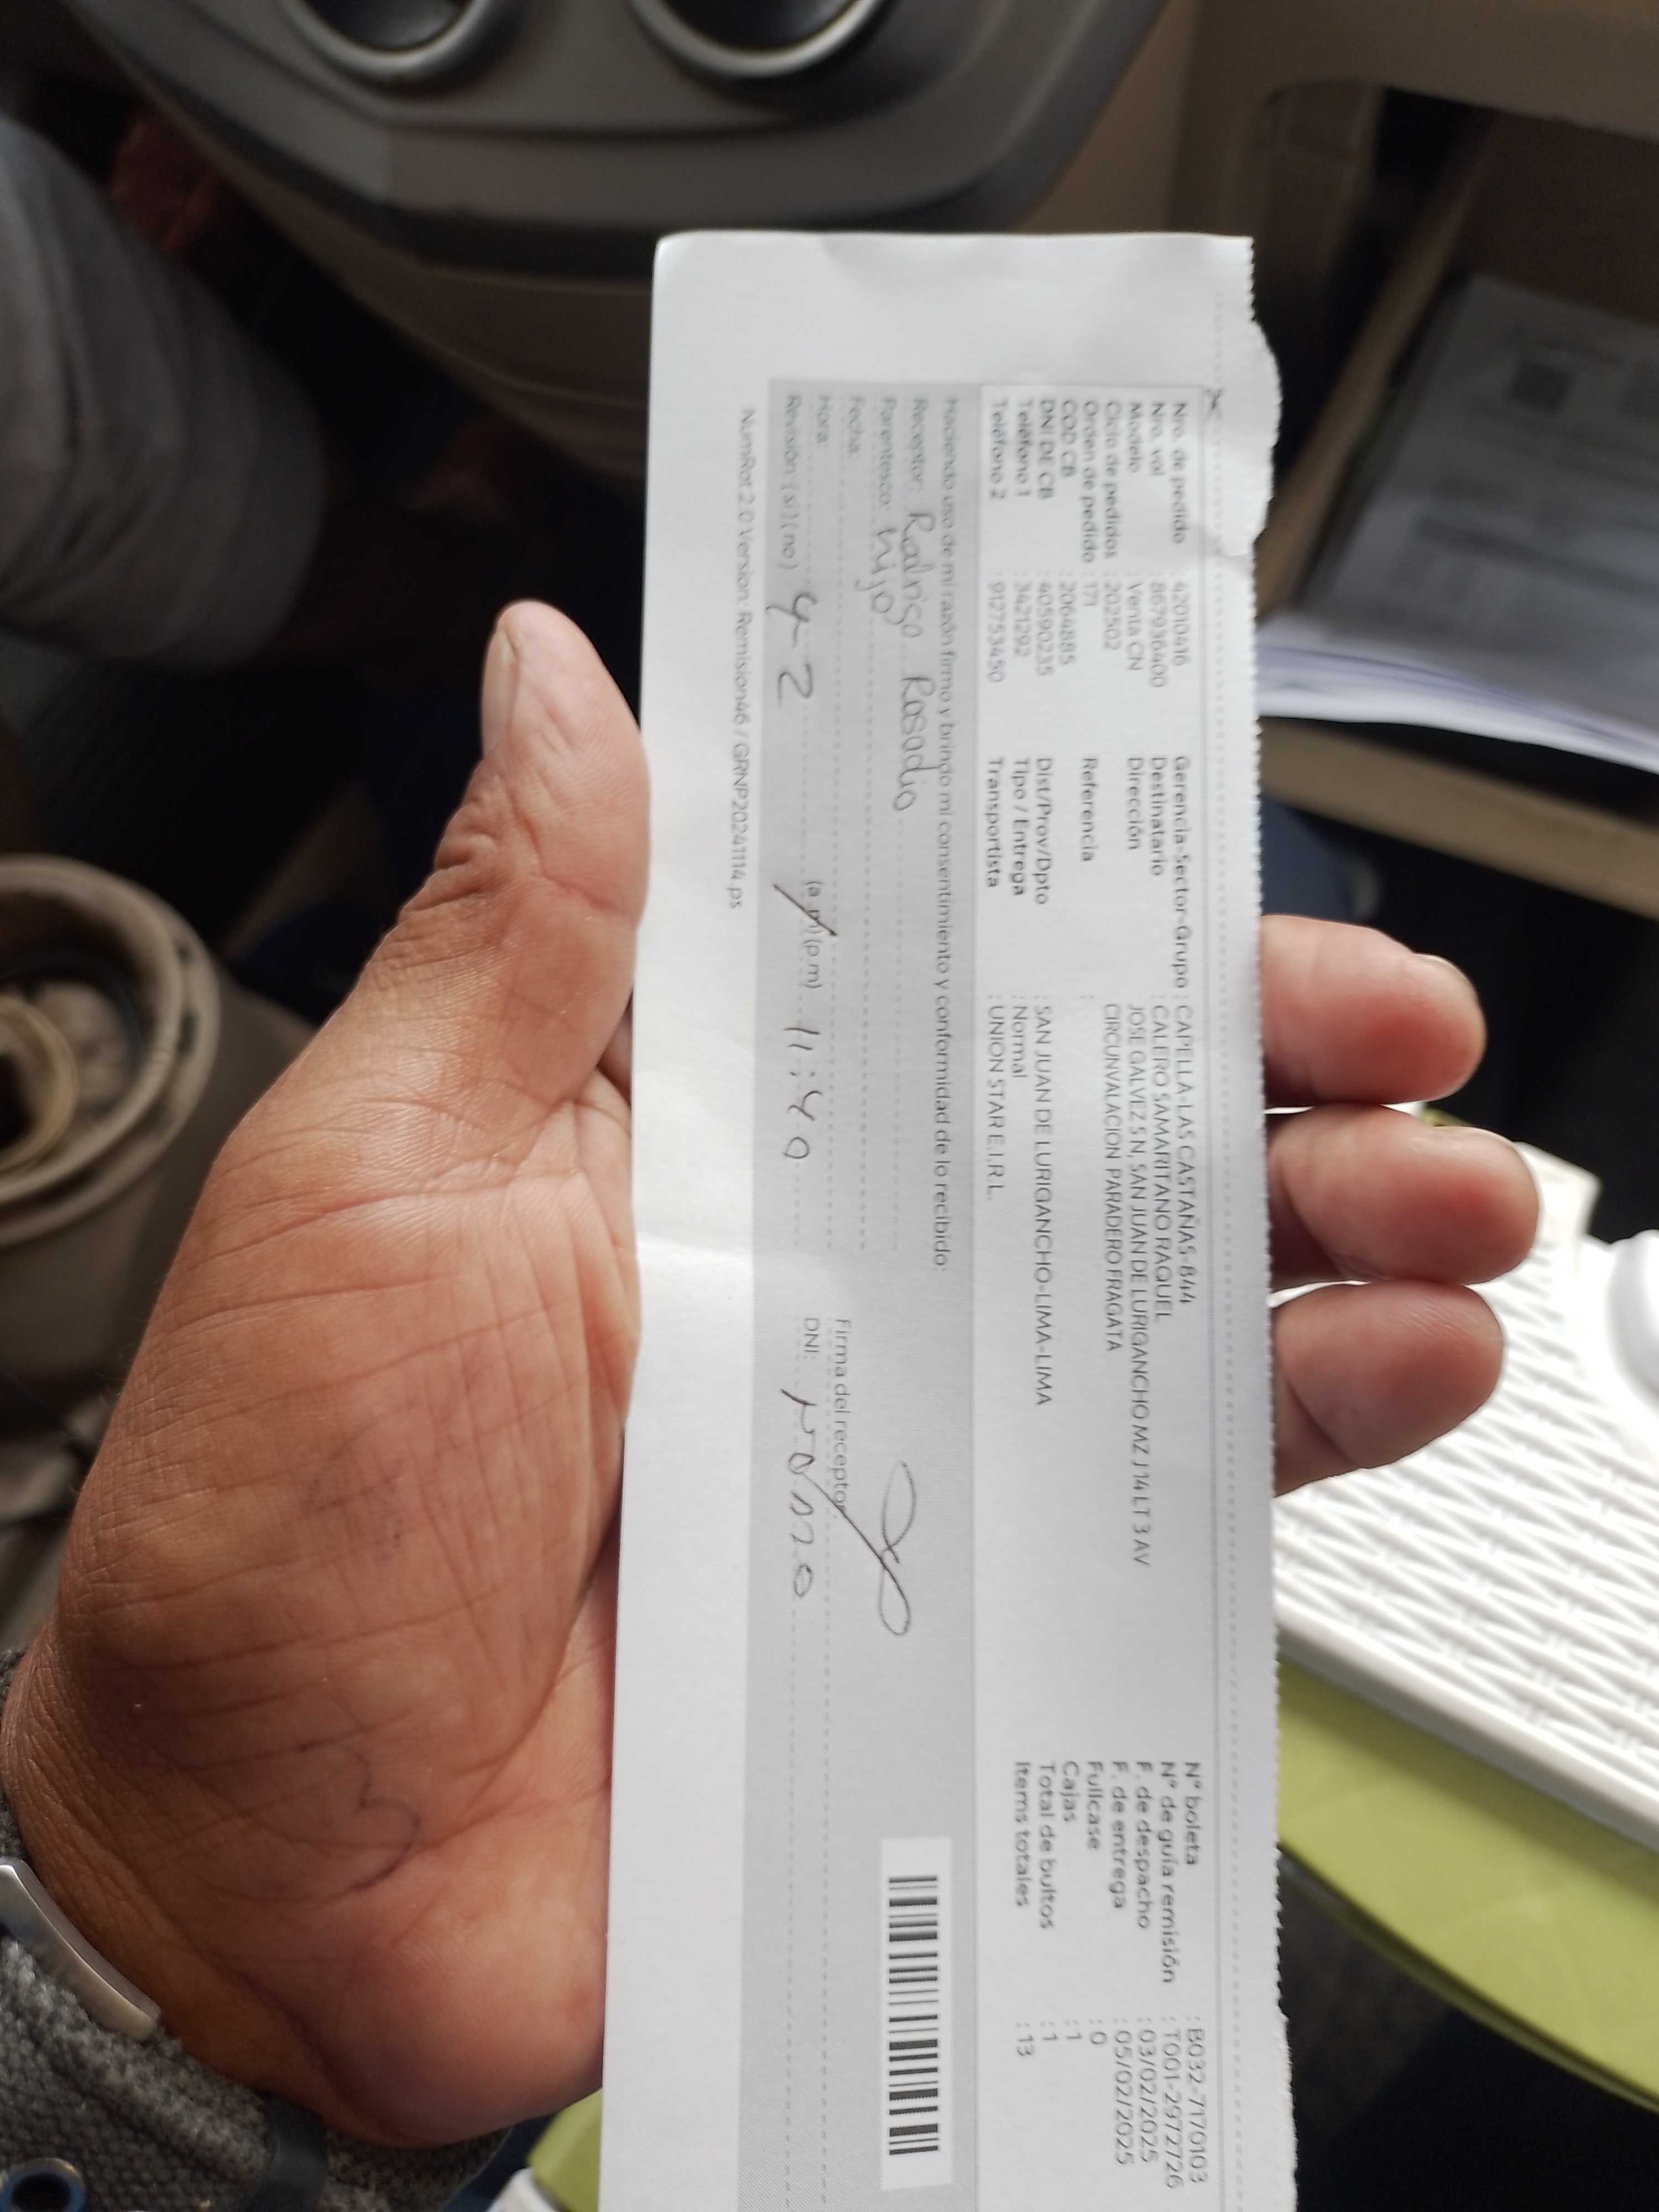 Nro. de pedido : 42010416
Nro. vol : 867936400
Modelo : Venta CN
Ciclo de pedidos : 202502
Orden de pedido : 171
COD CB : 2064885
DNI DE CB : 40590235
Teléfono 1 : 3421292
Teléfono 2 : 912753450
Gerencia-Sector-Grupo : CAPELLA-LAS CASTAÑAS-844
Destinatario : CALERO SAMARITANO RAQUEL
Dirección JOSE GALVEZ S N, SAN JUAN DE LURIGANCHO MZ J 14 LT 3 AV
CIRCUNVALACION PARADERO FRAGATA
Referencia :
Dist/Prov/Dpto : SAN JUAN DE LURIGANCHO-LIMA-LIMA
Tipo / Entrega : Normal
Transportista : UNION STAR E.I.R.L.
N° boleta : B032-7170103
N° de guía remisión : T001-2972726
F. de despacho : 03/02/2025
F. de entrega : 05/02/2025
Fullcase : 0
Cajas : 1
Total de bultos : 1
Items totales : 13
Haciendo uso de mi razón firmo y brindo mi consentimiento y conformidad de lo recibido:
Receptor: Rodrigo Rosadio
Parentesco: hijo
Fecha:
Hora: (a.m)(p.m)
Revisión ( si ) ( no ) 4-2 11:40
Firma del receptor
DNI:
NumRot 2.0 Version: Remision46 / GRNP20241114.ps